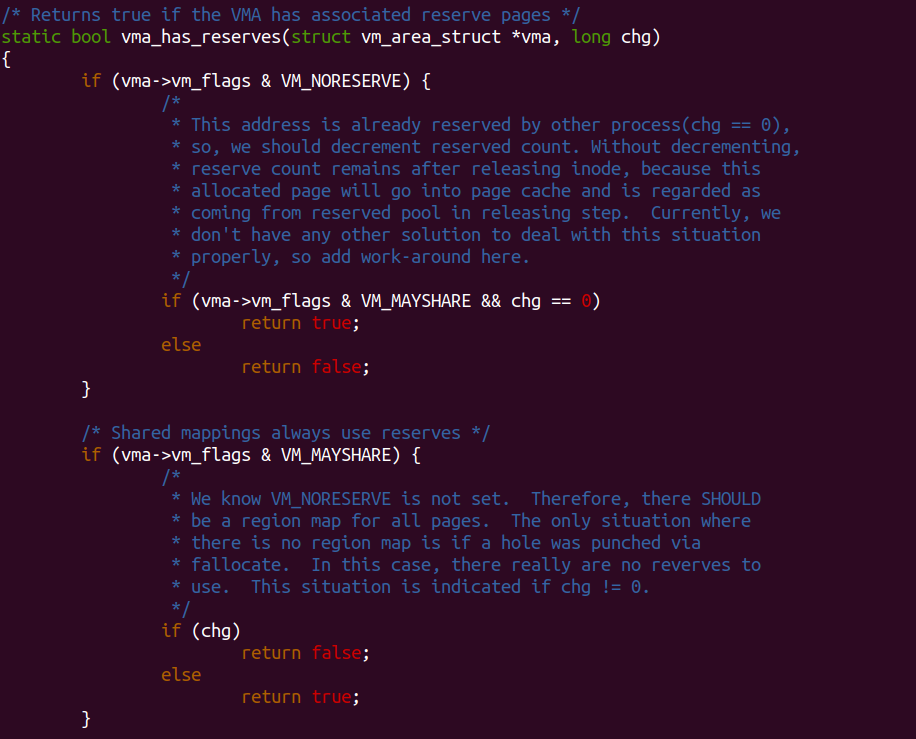 /* Returns true if the VMA has associated reserve pages */
static bool vma_has_reserves(struct vm_area_struct *vma, long chg)
{
        if (vma->vm_flags & VM_NORESERVE) {
                /*
                 * This address is already reserved by other process(chg == 0),
                 * so, we should decrement reserved count. Without decrementing,
                 * reserve count remains after releasing inode, because this
                 * allocated page will go into page cache and is regarded as
                 * coming from reserved pool in releasing step.  Currently, we
                 * don't have any other solution to deal with this situation
                 * properly, so add work-around here.
                 */
                if (vma->vm_flags & VM_MAYSHARE && chg == 0)
                        return true;
                else
                        return false;
        }

        /* Shared mappings always use reserves */
        if (vma->vm_flags & VM_MAYSHARE) {
                /*
                 * We know VM_NORESERVE is not set.  Therefore, there SHOULD
                 * be a region map for all pages.  The only situation where
                 * there is no region map is if a hole was punched via
                 * fallocate.  In this case, there really are no reverves to
                 * use.  This situation is indicated if chg != 0.
                 */
                if (chg)
                        return false;
                else
                        return true;
        }